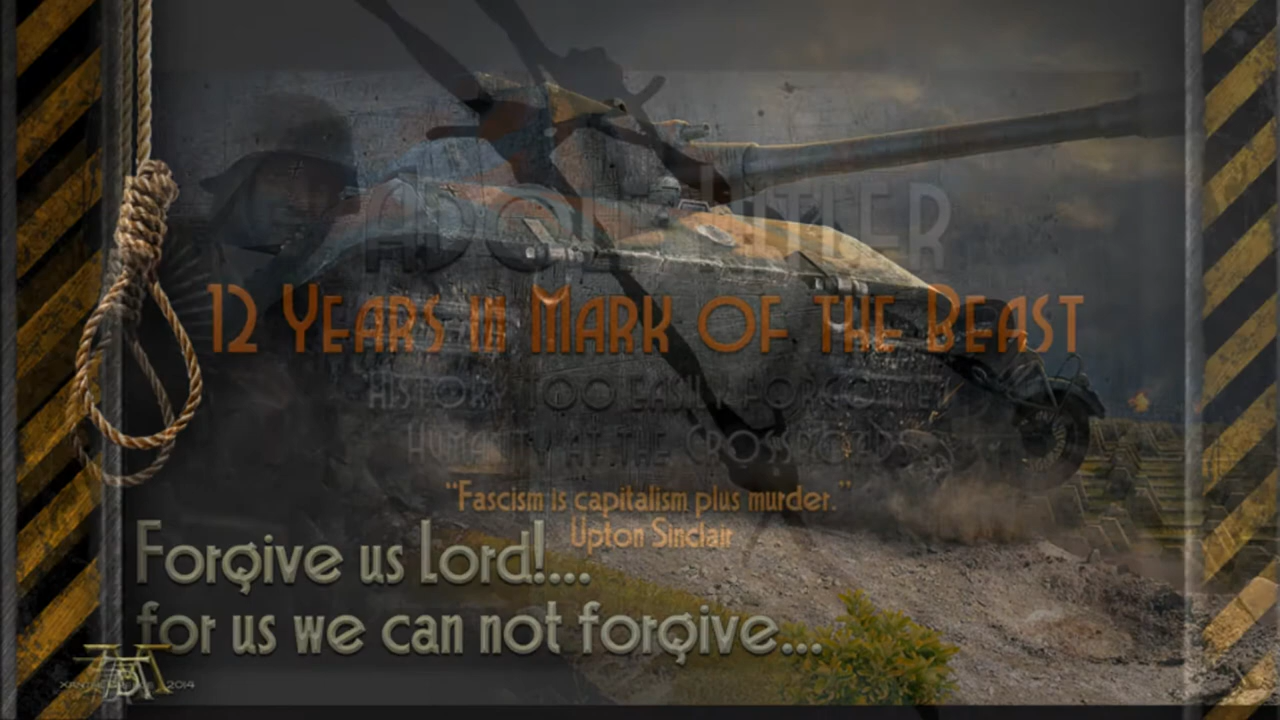 ADOLF HITLER
12 YEARS IN MARK OF THE BEAST
HISTORY TOO EASILY FORGOTTEN
HUMANITY AT THE CROSSROADS
“Fascism is capitalism plus murder.”
Upton Sinclair
Forgive us Lord!...
for us we can not forgive...
2014